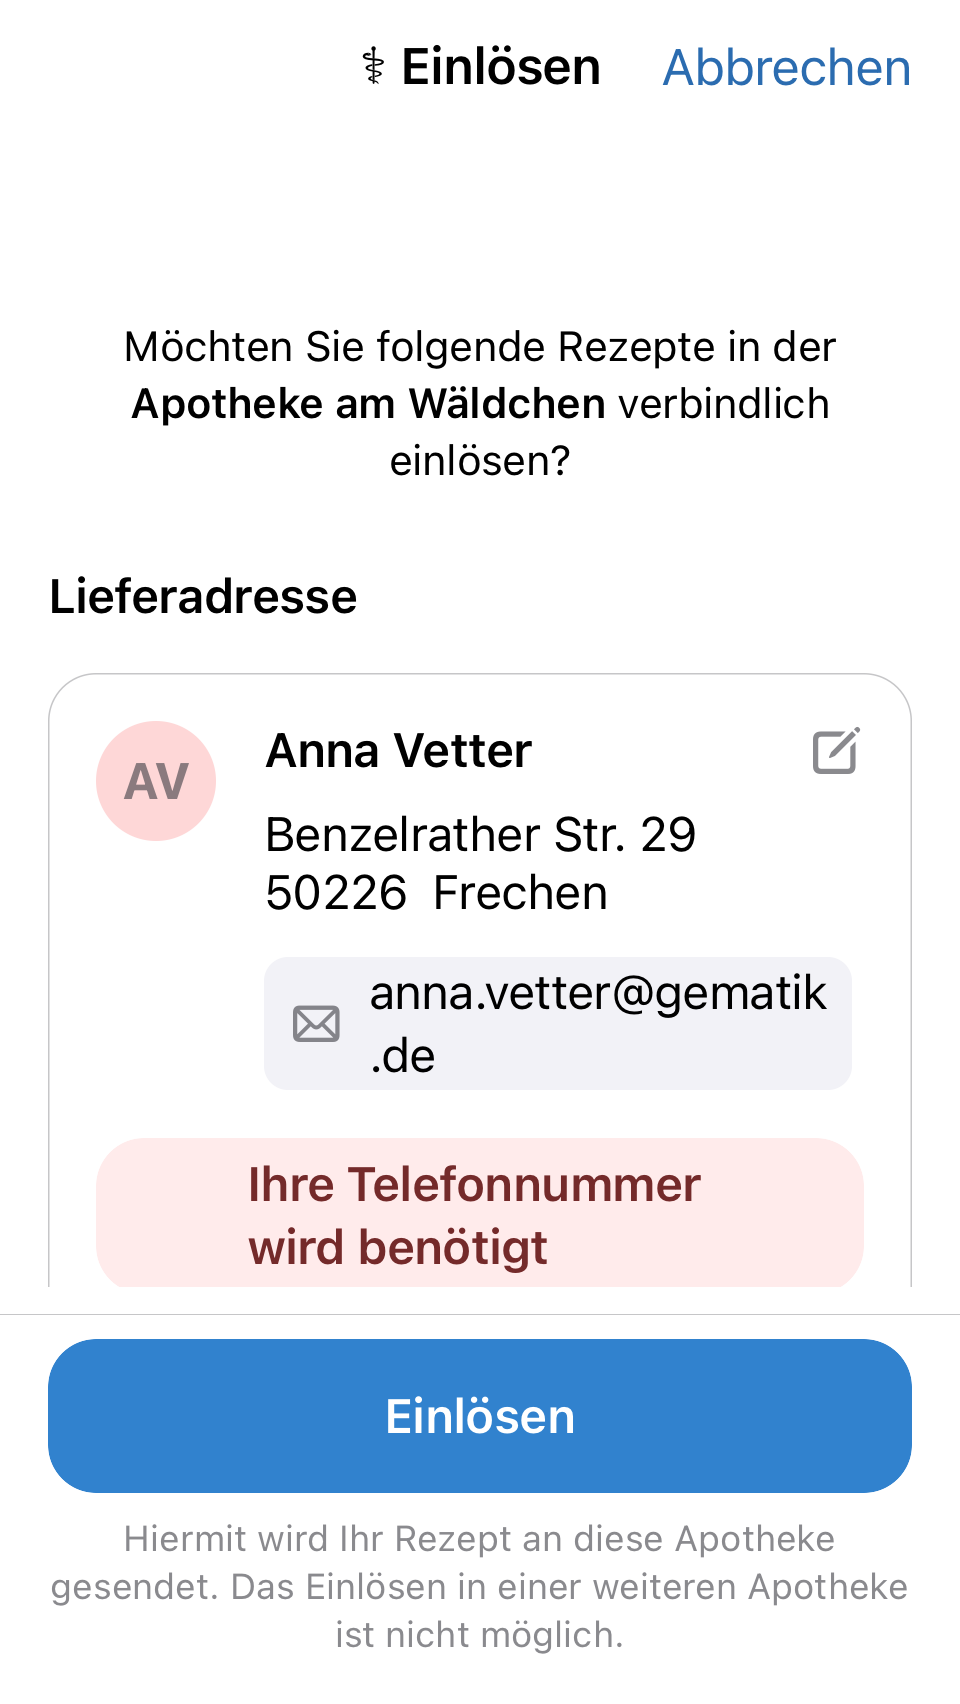 ⚕ Einlösen
Abbrechen
Möchten Sie folgende Rezepte in der
Apotheke am Wäldchen verbindlich
einlösen?
Lieferadresse
AV
Anna Vetter
Benzelrather Str. 29
50226  Frechen
anna.vetter@gematik
.de
Ihre Telefonnummer
wird benötigt
Einlösen
Hiermit wird Ihr Rezept an diese Apotheke
gesendet. Das Einlösen in einer weiteren Apotheke
ist nicht möglich.